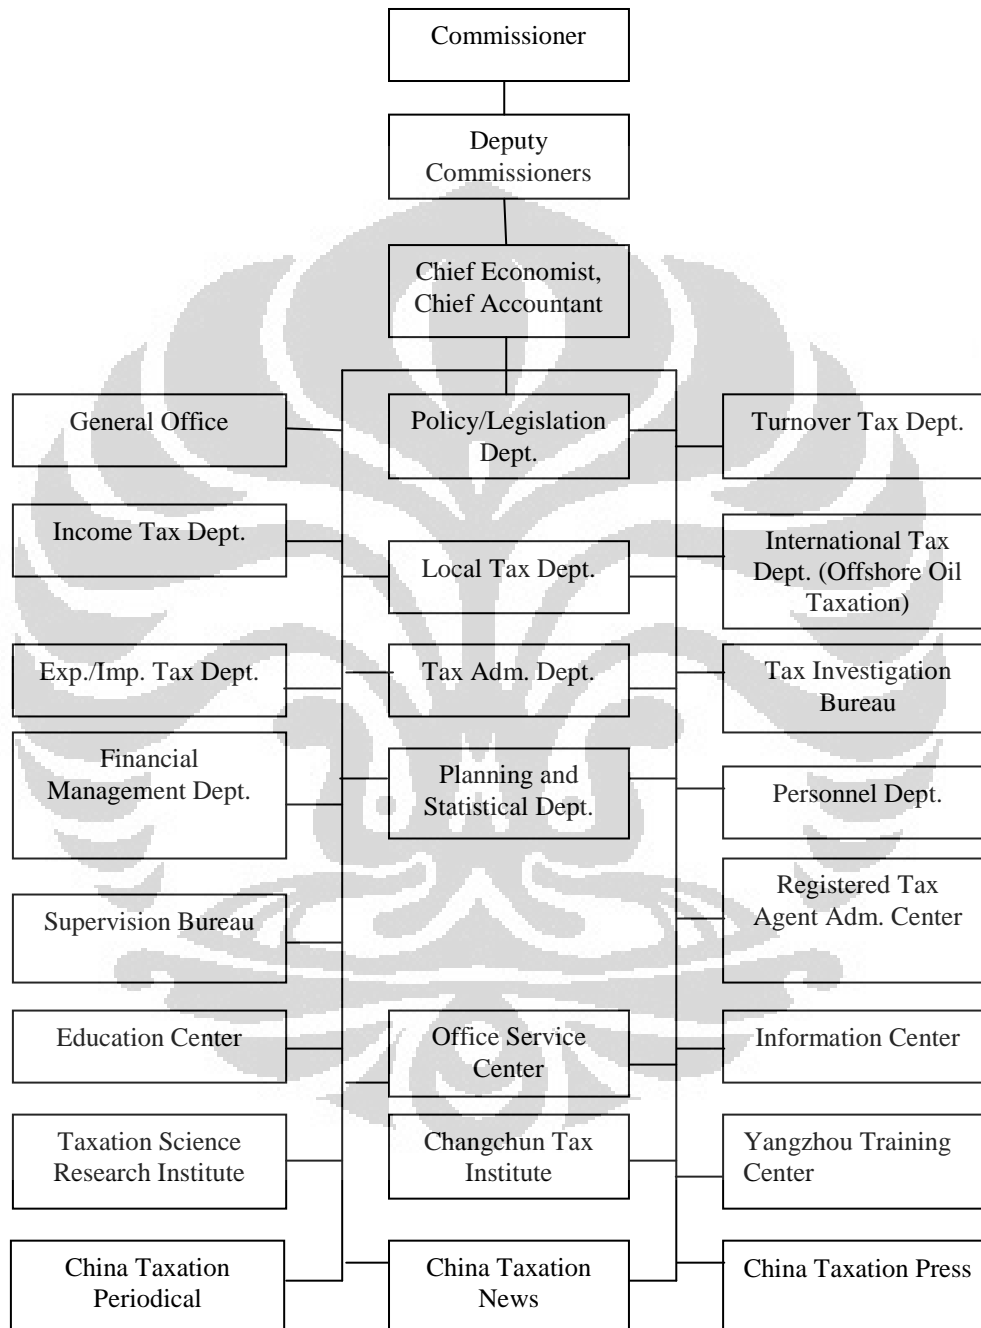 Commissioner
Deputy
Commissioners
Chief Economist,
Chief Accountant
General Office
Policy/Legislation
Dept.
Turnover Tax Dept.
Income Tax Dept.
Local Tax Dept.
International Tax
Dept. (Offshore Oil
Taxation)
Exp./Imp. Tax Dept.
Tax Adm. Dept.
Tax Investigation
Bureau
Financial
Management Dept.
Planning and
Statistical Dept.
Personnel Dept.
Supervision Bureau
Registered Tax
Agent Adm. Center
Education Center
Office Service
Center
Information Center
Taxation Science
Research Institute
Changchun Tax
Institute
Yangzhou Training
Center
China Taxation
Periodical
China Taxation
News
China Taxation Press